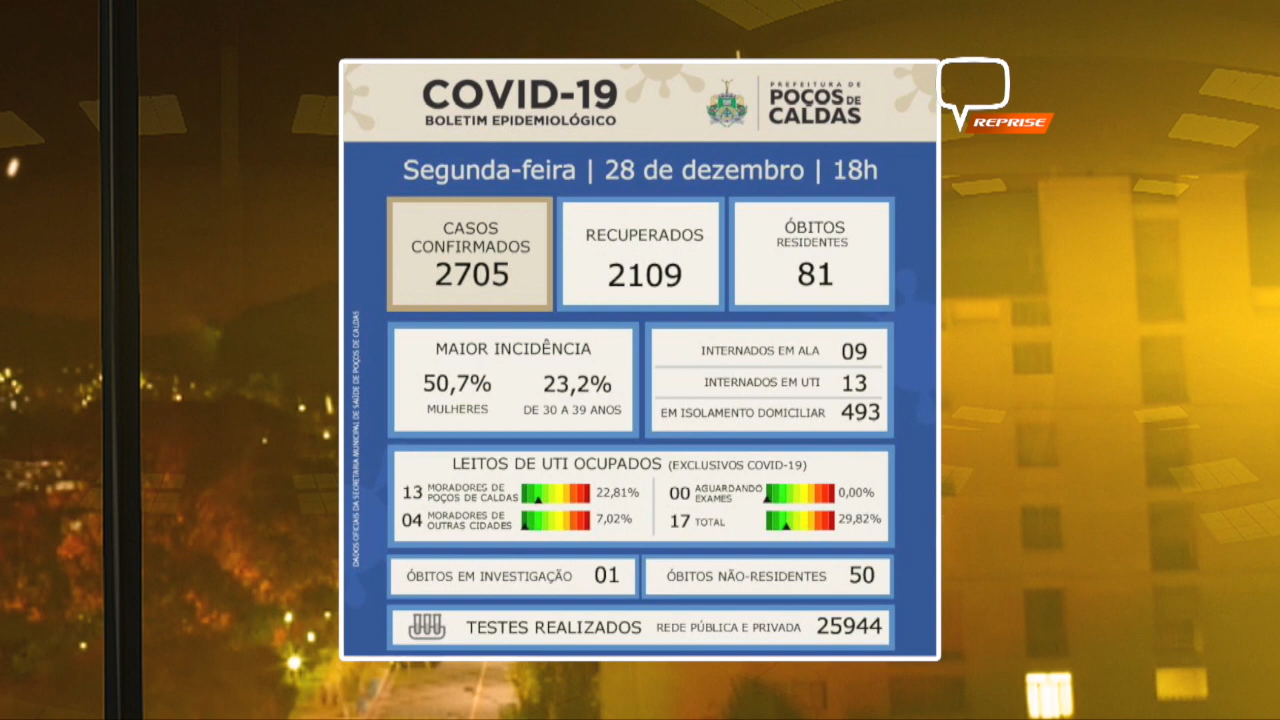 COVID-19
BOLETIM EPIDEMIOLÓGICO
PREFEITURA DE
POÇOS DE
CALDAS
REPRISE
Segunda-feira | 28 de dezembro | 18h
CASOS
CONFIRMADOS
2705
RECUPERADOS
2109
ÓBITOS
RESIDENTES
81
MAIOR INCIDÊNCIA
50,7%
MULHERES
23,2%
DE 30 A 39 ANOS
INTERNADOS EM ALA 09
INTERNADOS EM UTI 13
EM ISOLAMENTO DOMICILIAR 493
LEITOS DE UTI OCUPADOS (EXCLUSIVOS COVID-19)
13 MORADORES DE
POÇOS DE CALDAS 22,81%
04 MORADORES DE
OUTRAS CIDADES 7,02%
00 AGUARDANDO
EXAMES 0,00%
17 TOTAL 29,82%
ÓBITOS EM INVESTIGAÇÃO 01
ÓBITOS NÃO-RESIDENTES 50
TESTES REALIZADOS REDE PÚBLICA E PRIVADA 25944
DADOS OFICIAIS DA SECRETARIA MUNICIPAL DE SAÚDE DE POÇOS DE CALDAS